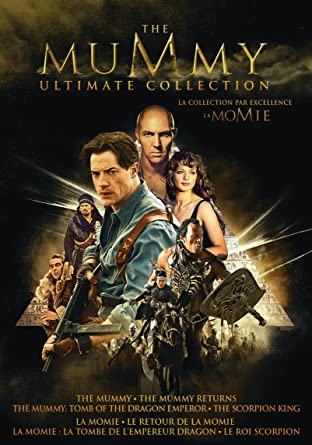 THE
MUMMY
ULTIMATE COLLECTION
LA COLLECTION PAR EXCELLENCE
LA MOMIE
THE MUMMY • THE MUMMY RETURNS
THE MUMMY: TOMB OF THE DRAGON EMPEROR • THE SCORPION KING
LA MOMIE • LE RETOUR DE LA MOMIE
LA MOMIE : LA TOMBE DE L'EMPEREUR DRAGON • LE ROI SCORPION